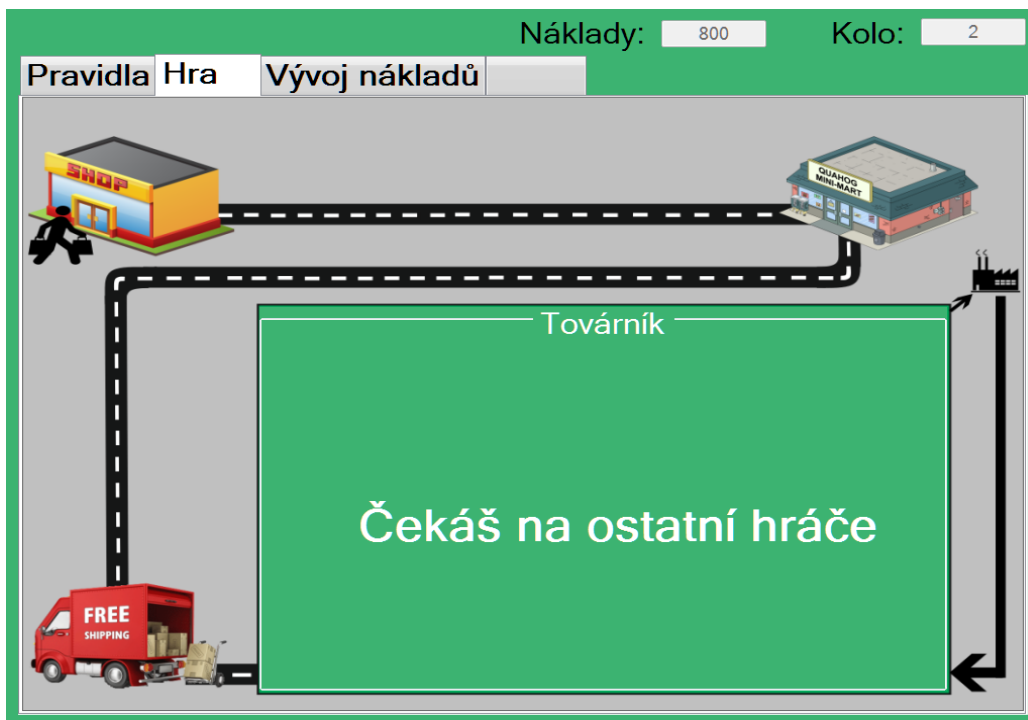 Náklady: 800 Kolo: 2
Pravidla Hra Vývoj nákladů
SHOP
QUAHOG
MINI-MART
Továrník
Čekáš na ostatní hráče
FREE
SHIPPING